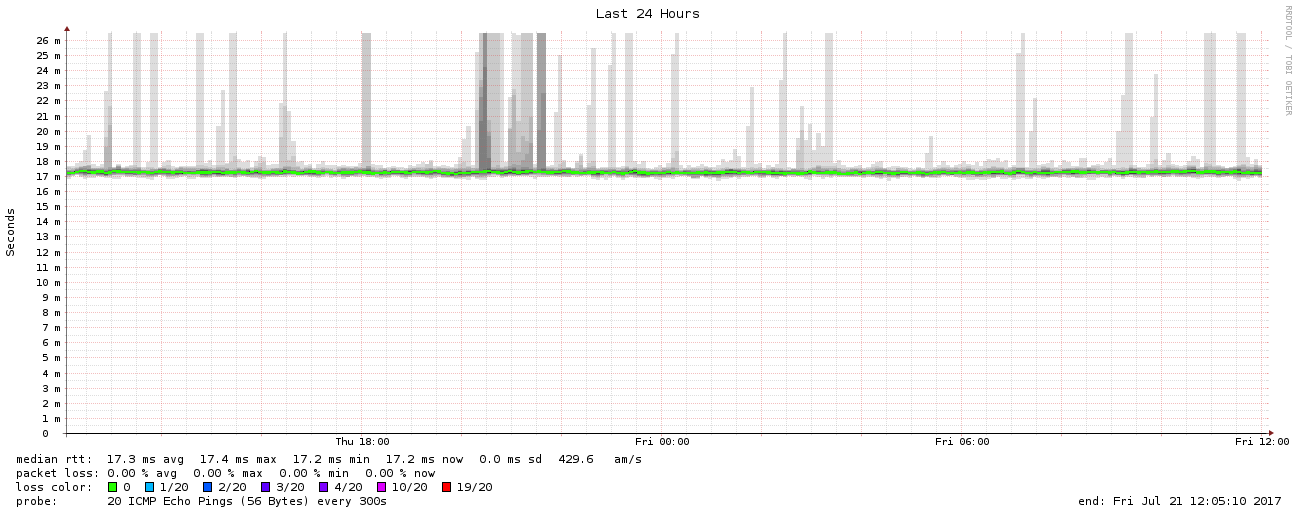 Last 24 Hours
RRDTOOL / TOBI OETIKER
Seconds
26 m
25 m
24 m
23 m
22 m
21 m
20 m
19 m
18 m
17 m
16 m
15 m
14 m
13 m
12 m
11 m
10 m
9 m
8 m
7 m
6 m
5 m
4 m
3 m
2 m
1 m
0
Thu 18:00 Fri 00:00 Fri 06:00 Fri 12:00
median rtt: 17.3 ms avg 17.4 ms max 17.2 ms min 17.2 ms now 0.0 ms sd 429.6 am/s
packet loss: 0.00 % avg 0.00 % max 0.00 % min 0.00 % now
loss color: 0 1/20 2/20 3/20 4/20 10/20 19/20
probe: 20 ICMP Echo Pings (56 Bytes) every 300s end: Fri Jul 21 12:05:10 2017